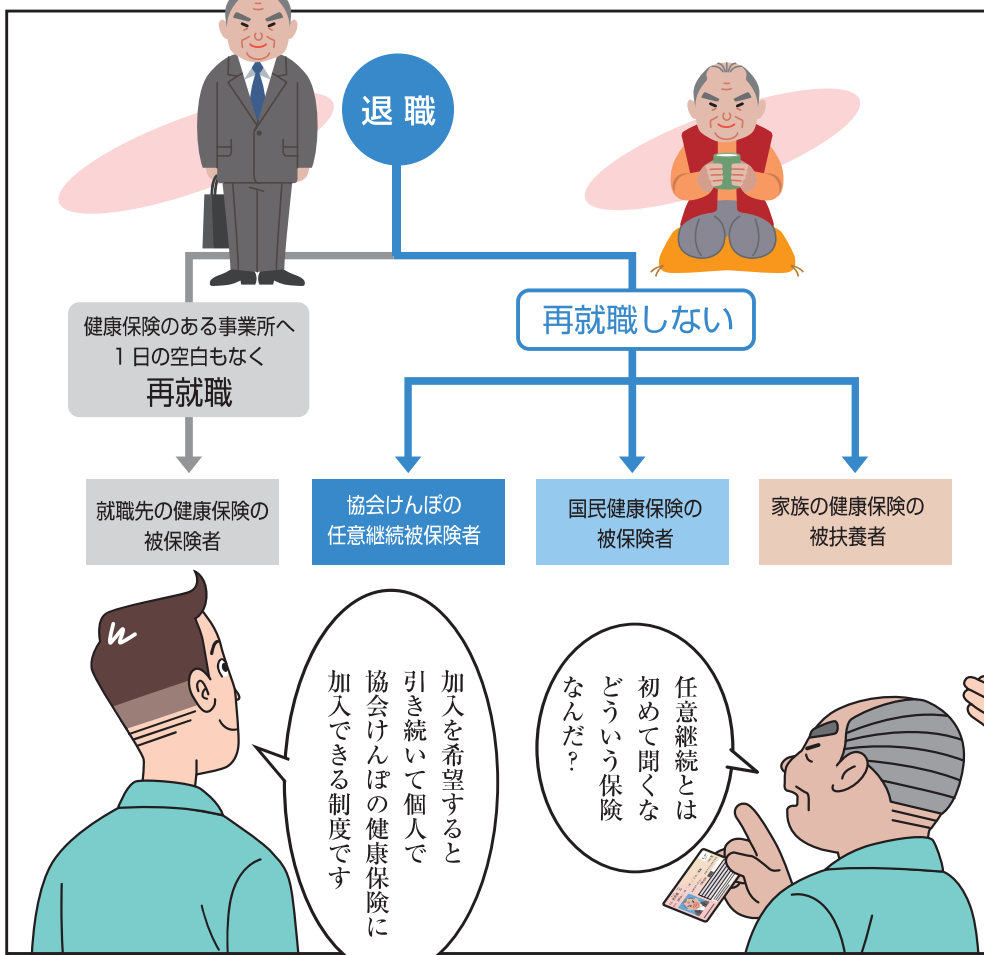 退職
健康保険のある事業所へ
1日の空白もなく
再就職
再就職しない
就職先の健康保険の
被保険者
協会けんぽの
任意継続被保険者
国民健康保険の
被保険者
家族の健康保険の
被扶養者
任意継続とは
初めて聞くな
どういう保険
なんだ?
加入を希望すると
引き続いて個人で
協会けんぽの健康保険に
加入できる制度です